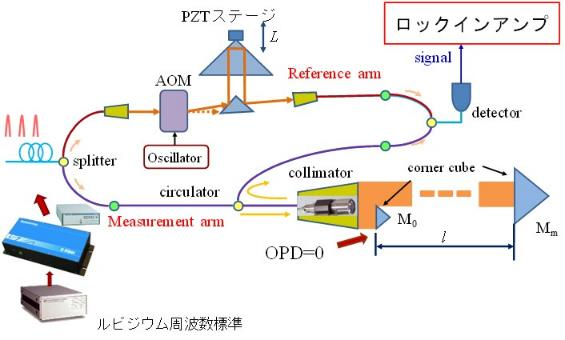 PZTステージ
L
ロックインアンプ
AOM
Reference arm
signal
detector
Oscillator
splitter
circulator
collimator
corner cube
Measurement arm
M0
Mm
OPD=0
l
ルビジウム周波数標準